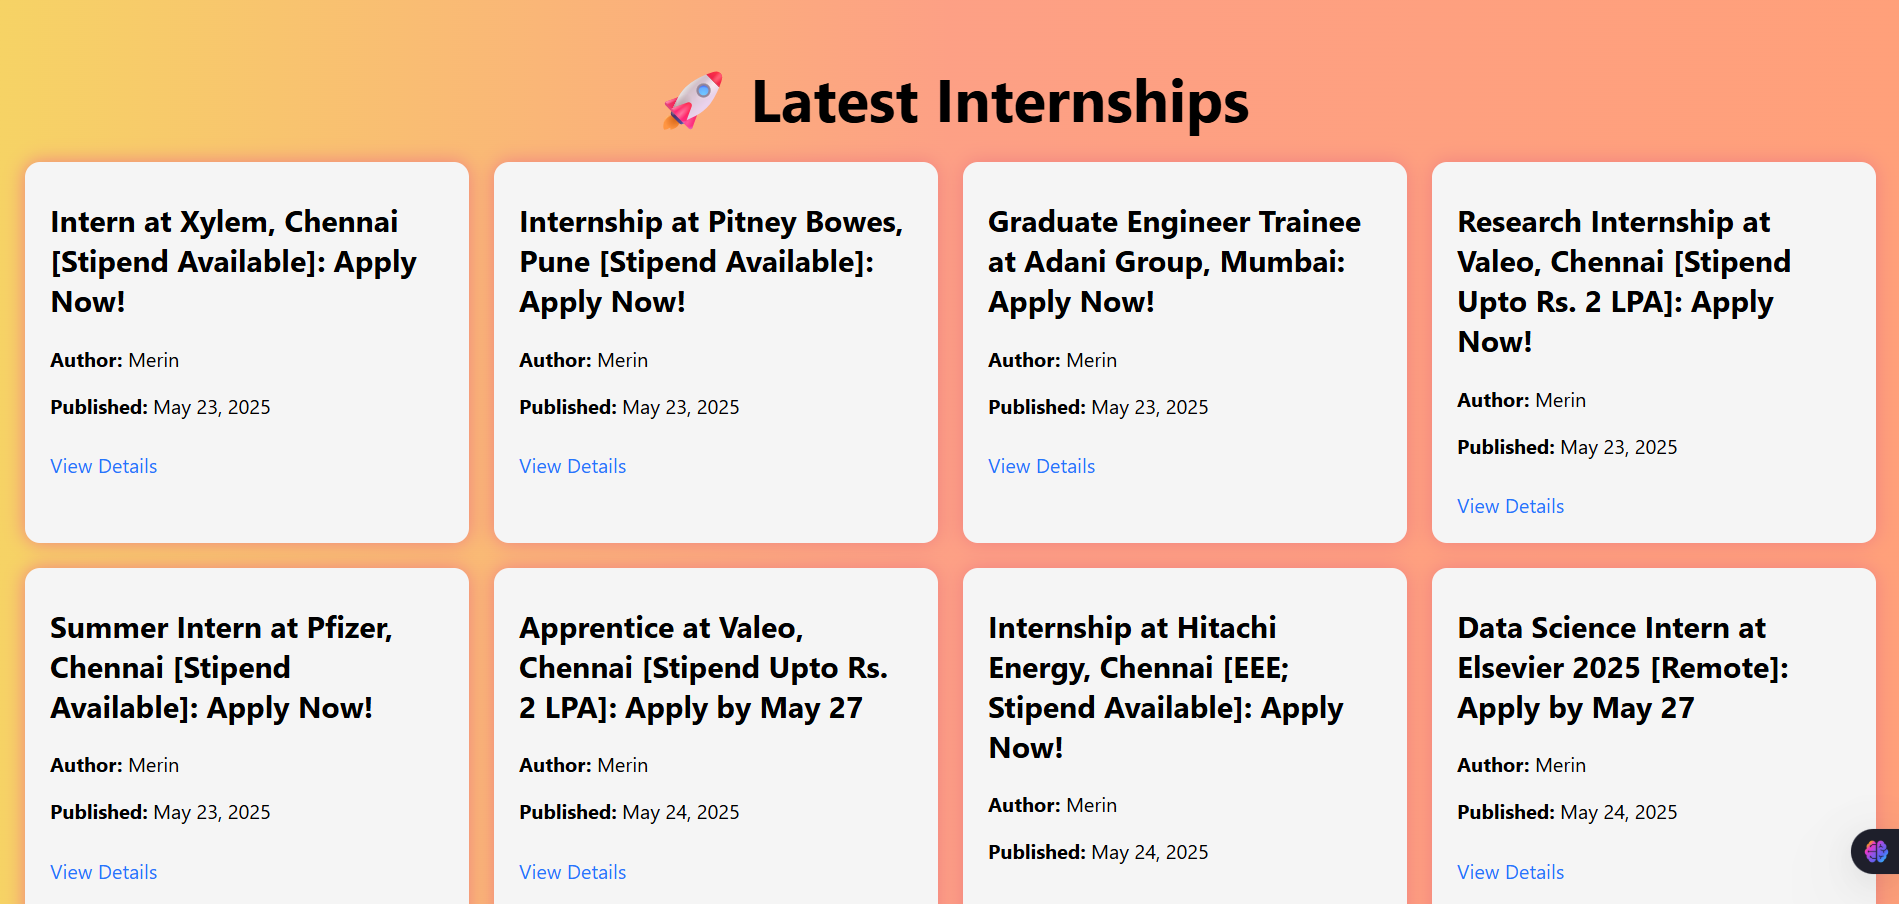 Latest Internships
Intern at Xylem, Chennai
[Stipend Available]: Apply
Now!
Author: Merin
Published: May 23, 2025
View Details
Internship at Pitney Bowes,
Pune [Stipend Available]:
Apply Now!
Author: Merin
Published: May 23, 2025
View Details
Graduate Engineer Trainee
at Adani Group, Mumbai:
Apply Now!
Author: Merin
Published: May 23, 2025
View Details
Research Internship at
Valeo, Chennai [Stipend
Upto Rs. 2 LPA]: Apply
Now!
Author: Merin
Published: May 23, 2025
View Details
Summer Intern at Pfizer,
Chennai [Stipend
Available]: Apply Now!
Author: Merin
Published: May 23, 2025
View Details
Apprentice at Valeo,
Chennai [Stipend Upto Rs.
2 LPA]: Apply by May 27
Author: Merin
Published: May 24, 2025
View Details
Internship at Hitachi
Energy, Chennai [EEE;
Stipend Available]: Apply
Now!
Author: Merin
Published: May 24, 2025
Data Science Intern at
Elsevier 2025 [Remote]:
Apply by May 27
Author: Merin
Published: May 24, 2025
View Details